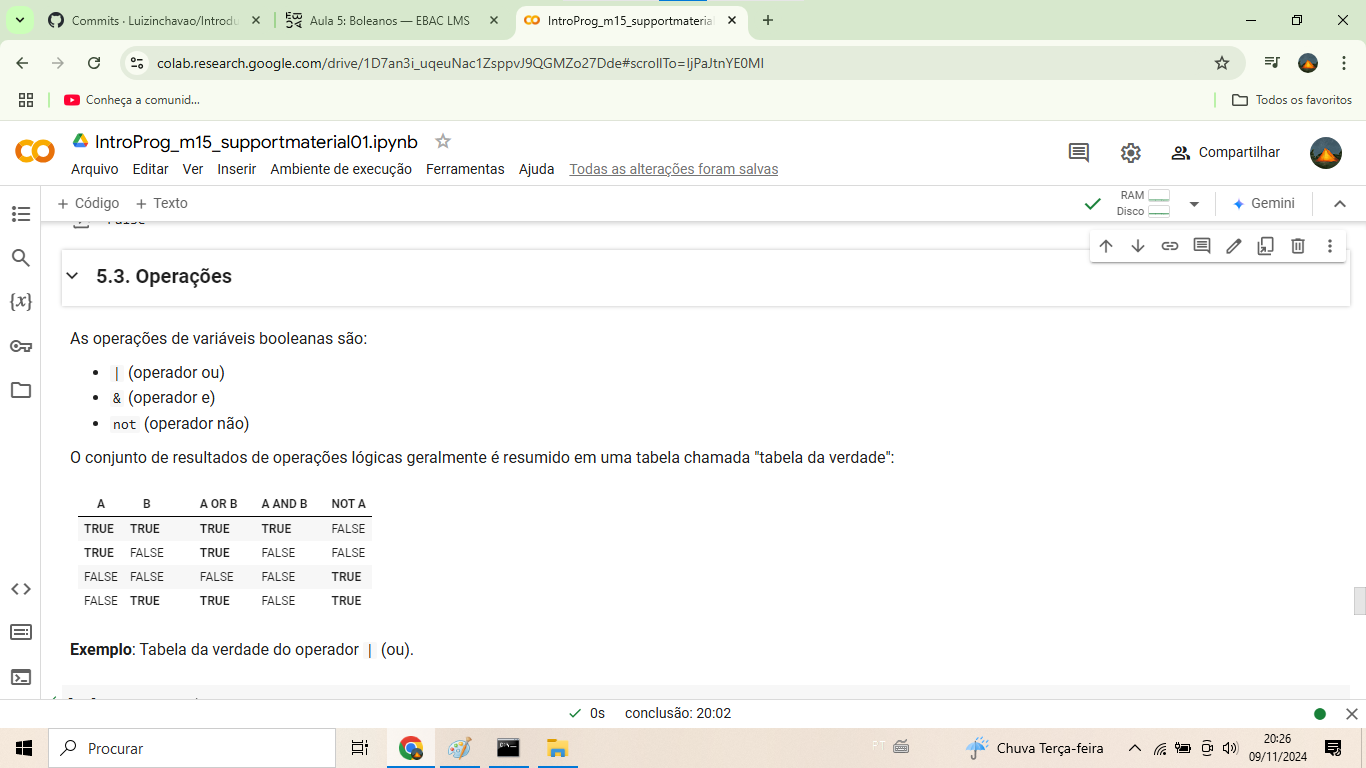 Commits · Luizinchavao/Introdu
Aula 5: Boleanos — EBAC LMS
IntroProg_m15_supportmaterial
colab.research.google.com/drive/1D7an3i_uqeuNac1ZsppvJ9QGMZo27Dde#scrollTo=IjPaJtnYE0MI
Conheça a comunid...
Todos os favoritos
IntroProg_m15_supportmaterial01.ipynb
Arquivo Editar Ver Inserir Ambiente de execução Ferramentas Ajuda Todas as alterações foram salvas
Compartilhar
+ Código + Texto
RAM
Disco
Gemini
False
5.3. Operações
As operações de variáveis booleanas são:
• | (operador ou)
• & (operador e)
• not (operador não)
O conjunto de resultados de operações lógicas geralmente é resumido em uma tabela chamada "tabela da verdade":
A B A OR B A AND B NOT A
TRUE TRUE TRUE TRUE FALSE
TRUE FALSE TRUE FALSE FALSE
FALSE FALSE FALSE FALSE TRUE
FALSE TRUE TRUE FALSE TRUE
Exemplo: Tabela da verdade do operador | (ou).
0s conclusão: 20:02
Procurar
PT
Chuva Terça-feira
20:26
09/11/2024